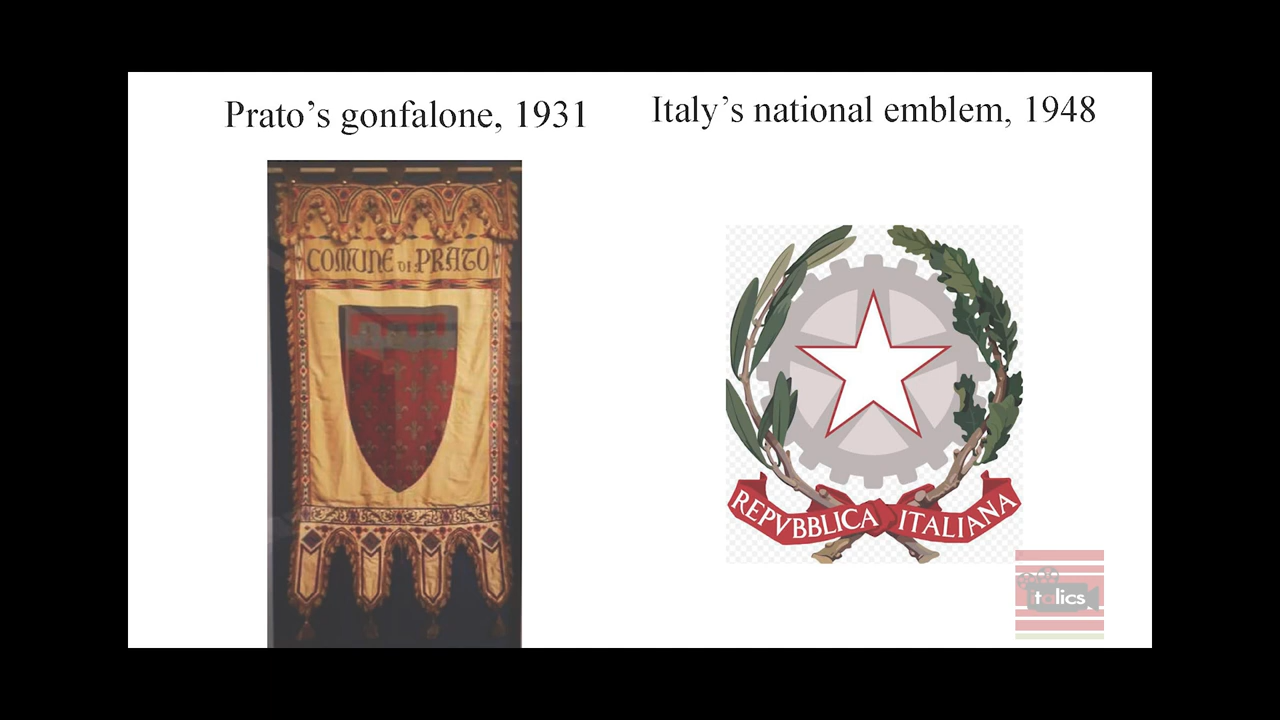 Prato’s gonfalone, 1931
Italy’s national emblem, 1948
COMUNE DI PRATO
REPVBBLICA ITALIANA
italics